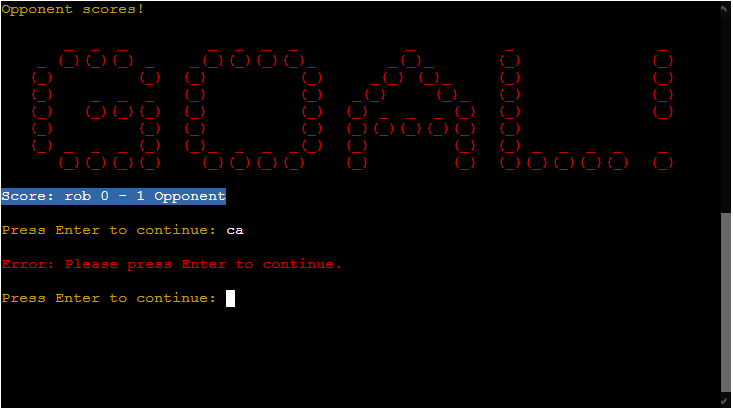 Opponent scores!
GOAL!
Score: rob 0 - 1 Opponent
Press Enter to continue: ca
Error: Please press Enter to continue.
Press Enter to continue: